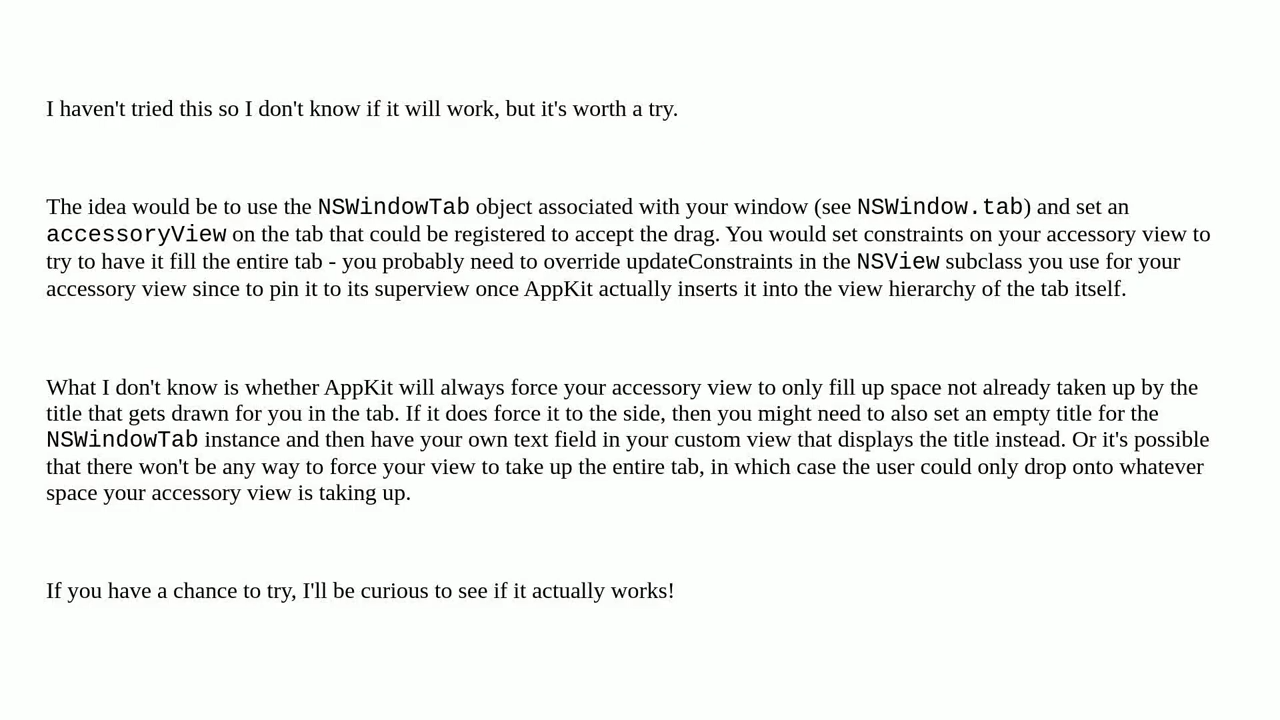 I haven't tried this so I don't know if it will work, but it's worth a try.
The idea would be to use the NSWindowTab object associated with your window (see NSWindow.tab) and set an
accessoryView on the tab that could be registered to accept the drag. You would set constraints on your accessory view to
try to have it fill the entire tab - you probably need to override updateConstraints in the NSView subclass you use for your
accessory view since to pin it to its superview once AppKit actually inserts it into the view hierarchy of the tab itself.
What I don't know is whether AppKit will always force your accessory view to only fill up space not already taken up by the
title that gets drawn for you in the tab. If it does force it to the side, then you might need to also set an empty title for the
NSWindowTab instance and then have your own text field in your custom view that displays the title instead. Or it's possible
that there won't be any way to force your view to take up the entire tab, in which case the user could only drop onto whatever
space your accessory view is taking up.
If you have a chance to try, I'll be curious to see if it actually works!